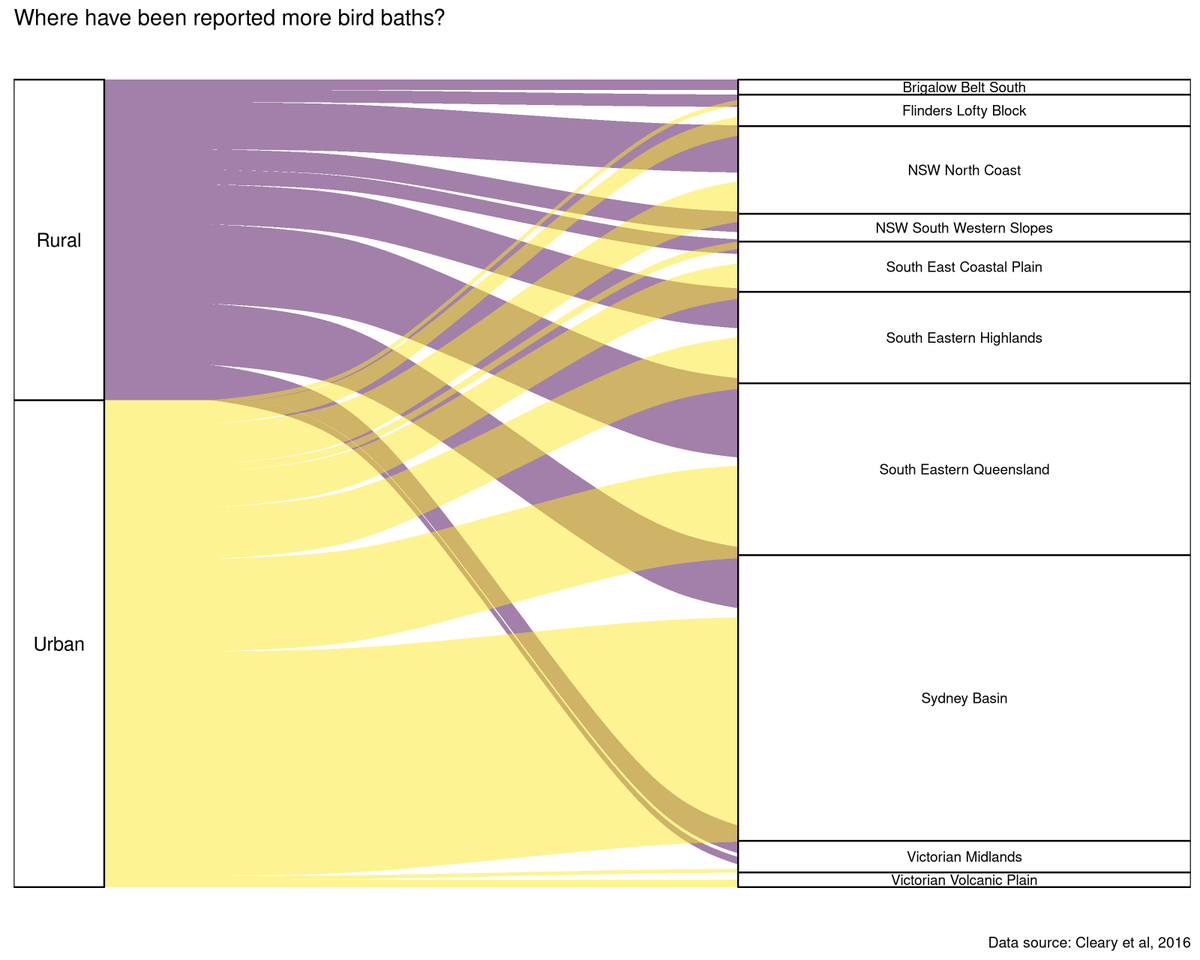 Where have been reported more bird baths?
Rural
Urban
Brigalow Belt South
Flinders Lofty Block
NSW North Coast
NSW South Western Slopes
South East Coastal Plain
South Eastern Highlands
South Eastern Queensland
Sydney Basin
Victorian Midlands
Victorian Volcanic Plain
Data source: Cleary et al, 2016